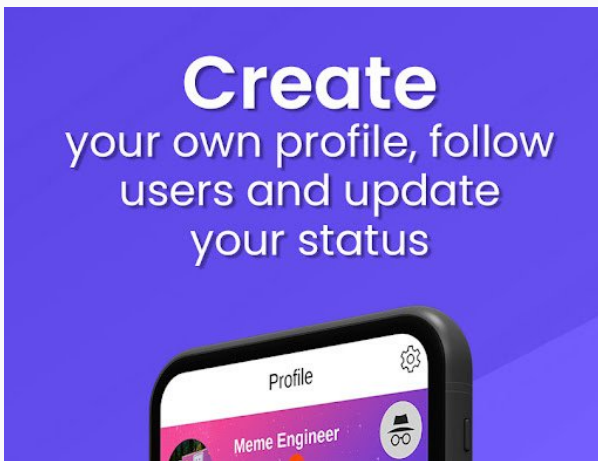 Create
your own profile, follow
users and update
your status
Profile
Meme Engineer